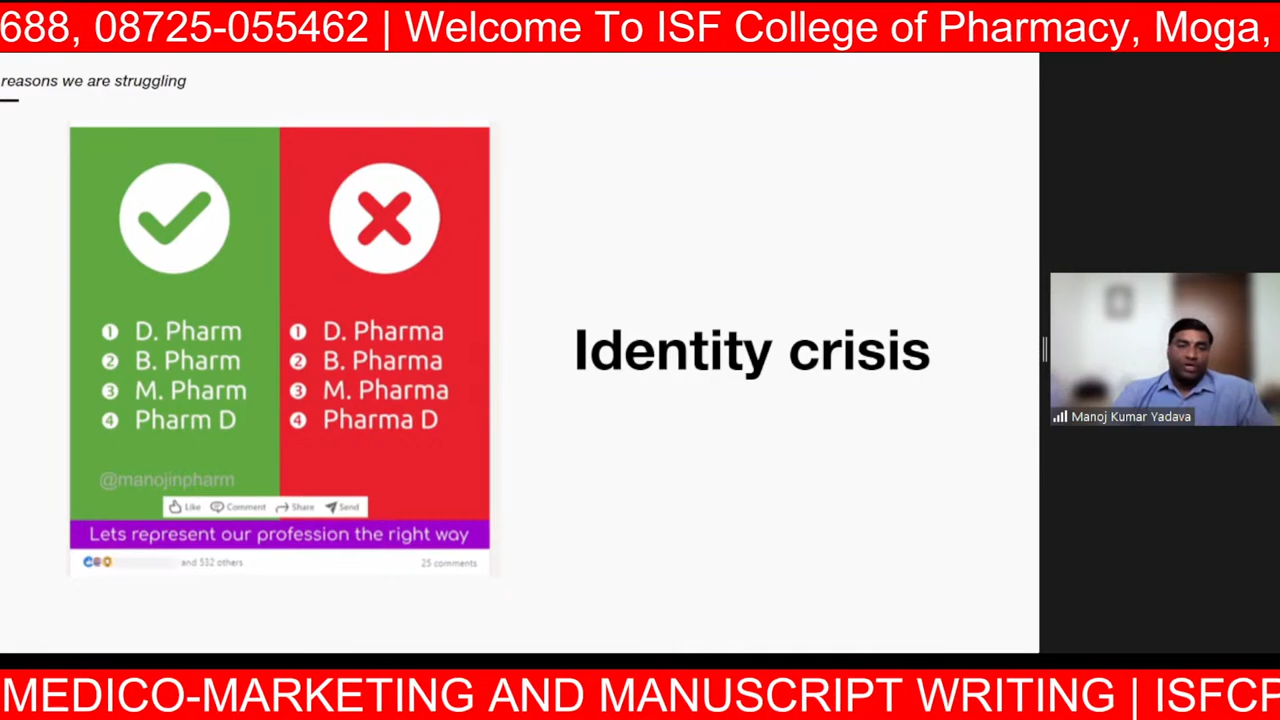 688, 08725-055462 | Welcome To ISF College of Pharmacy, Moga,
reasons we are struggling
1 D. Pharm
2 B. Pharm
3 M. Pharm
4 Pharm D
@manojinpharm
1 D. Pharma
2 B. Pharma
3 M. Pharma
4 Pharma D
Like Comment Share Send
Lets represent our profession the right way
and 532 others 25 comments
Identity crisis
Manoj Kumar Yadava
MEDICO-MARKETING AND MANUSCRIPT WRITING | ISFCP